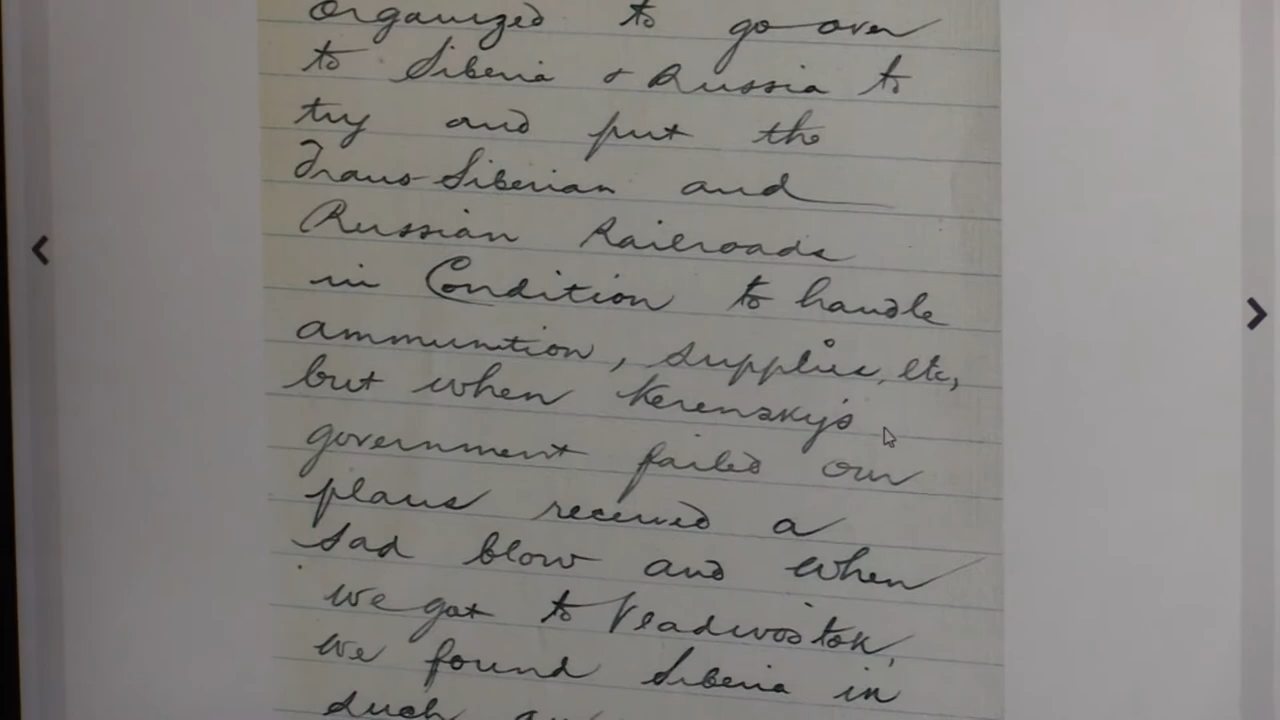 organized to go over
to Siberia & Russia to
try and put the
Trans-Siberian and
Russian Railroads
in Condition to handle
ammunition, supplies, etc,
but when Kerensky's
government failed our
plans received a
sad blow and when
we got to Vladivostok,
we found Siberia in
such